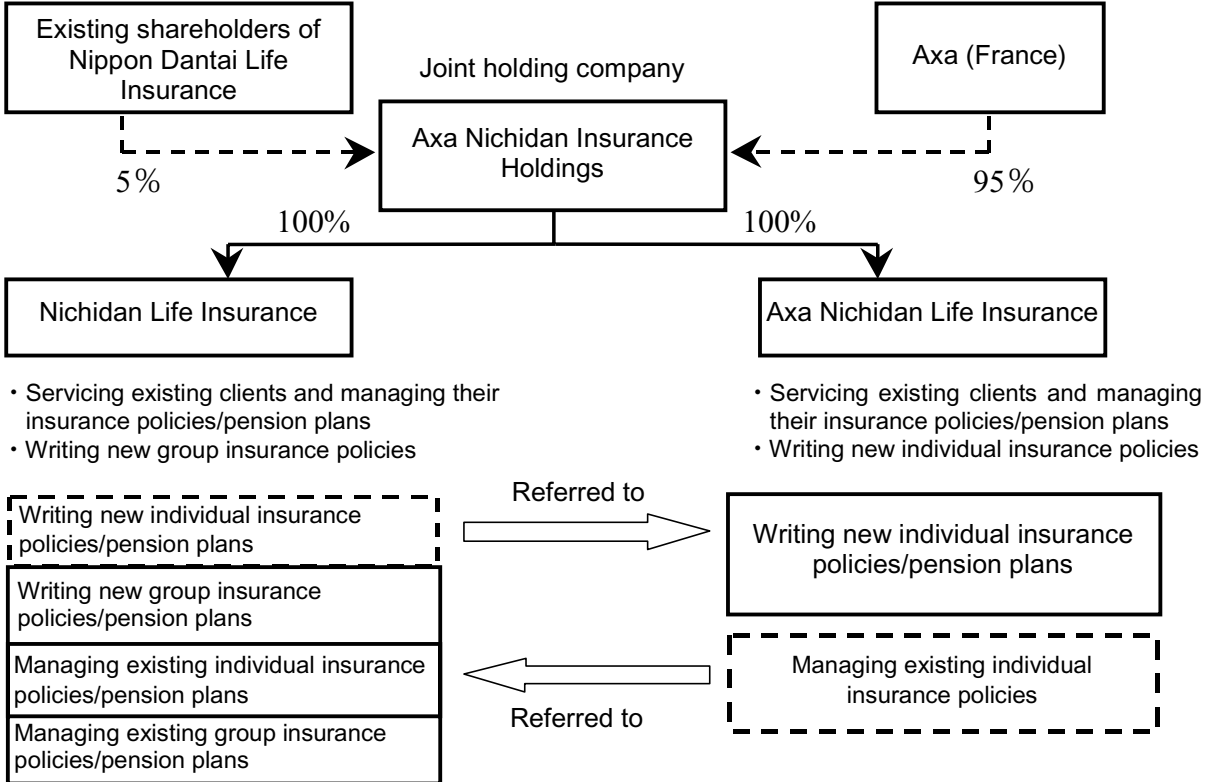 Existing shareholders of
Nippon Dantai Life
Insurance
Joint holding company
Axa (France)
Axa Nichidan Insurance
Holdings
5%
95%
100%
100%
Nichidan Life Insurance
Axa Nichidan Life Insurance
・Servicing existing clients and managing their
insurance policies/pension plans
・Writing new group insurance policies
・Servicing existing clients and managing
their insurance policies/pension plans
・Writing new individual insurance policies
Writing new individual insurance
policies/pension plans
Referred to
Writing new individual insurance
policies/pension plans
Writing new group insurance
policies/pension plans
Managing existing individual insurance
policies/pension plans
Referred to
Managing existing individual
insurance policies
Managing existing group insurance
policies/pension plans